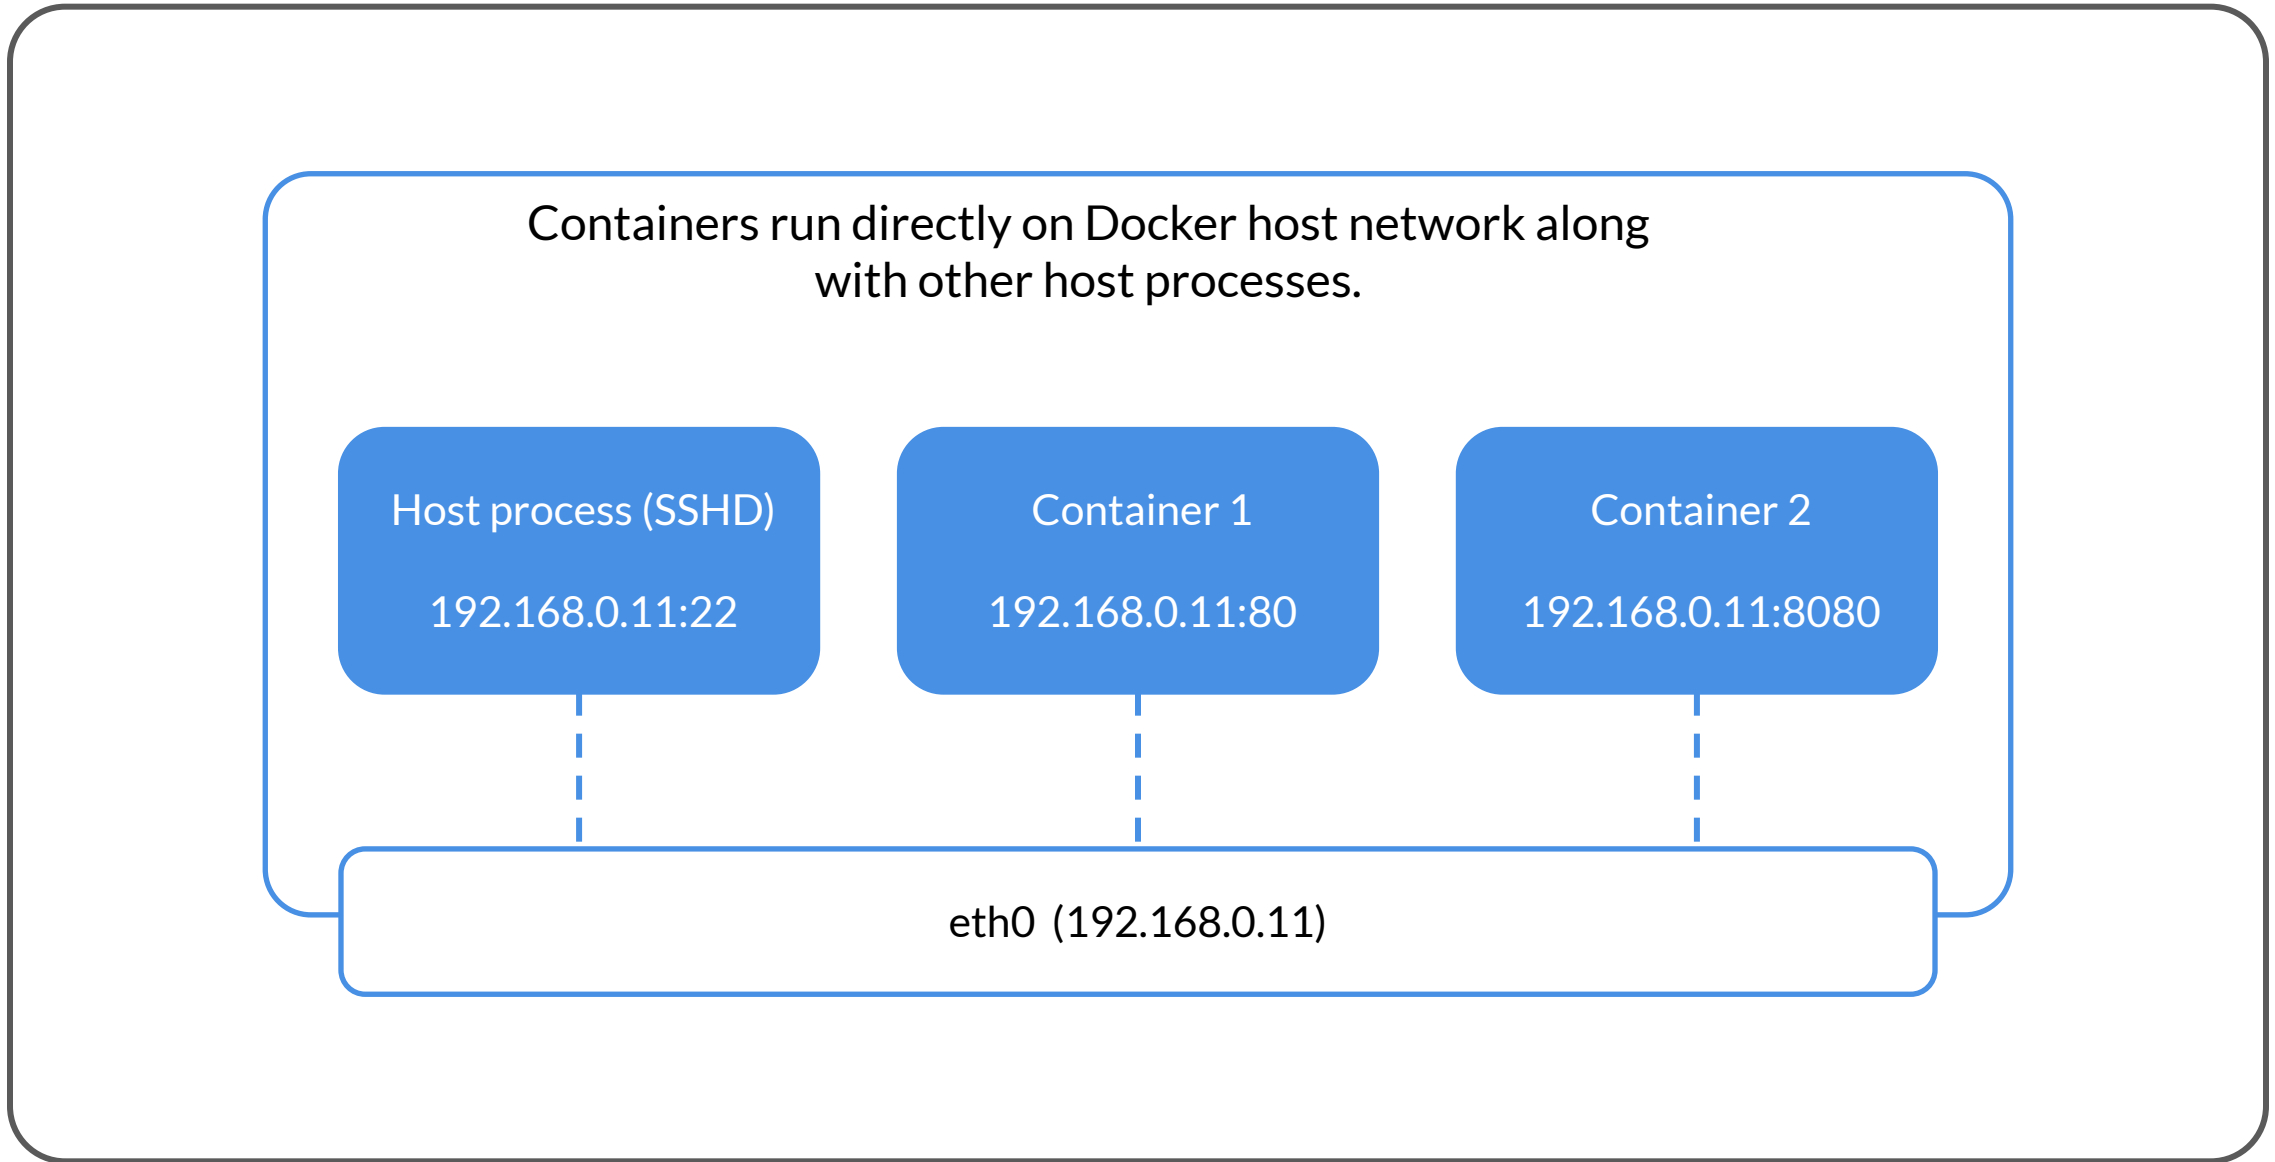 Containers run directly on Docker host network along
with other host processes.
Host process (SSHD)
192.168.0.11:22
Container 1
192.168.0.11:80
Container 2
192.168.0.11:8080
eth0 (192.168.0.11)